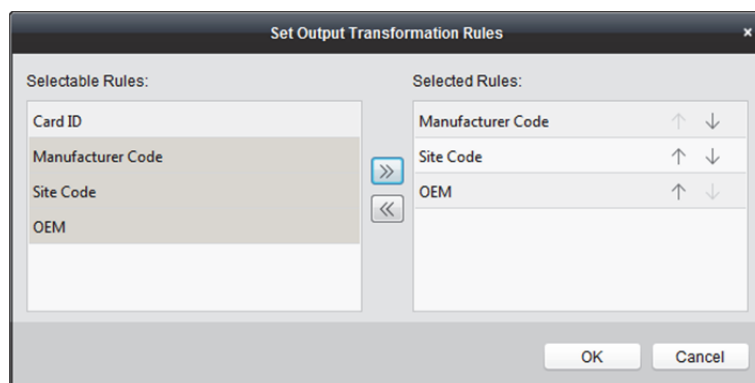 Set Output Transformation Rules
Selectable Rules:
Card ID
Manufacturer Code
Site Code
OEM
Selected Rules:
Manufacturer Code
Site Code
OEM
OK
Cancel